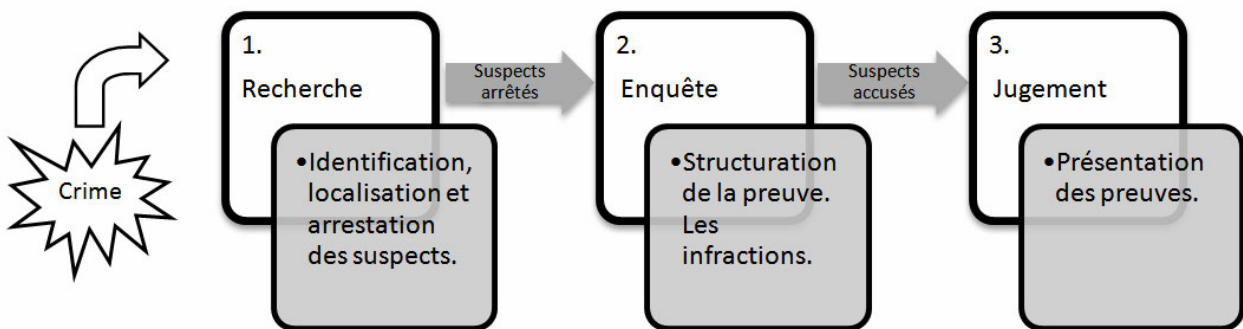 Crime
1.
Recherche
•Identification,
localisation et
arrestation
des suspects.
Suspects
arrêtés
2.
Enquête
•Structuration
de la preuve.
Les
infractions.
Suspects
accusés
3.
Jugement
•Présentation
des preuves.